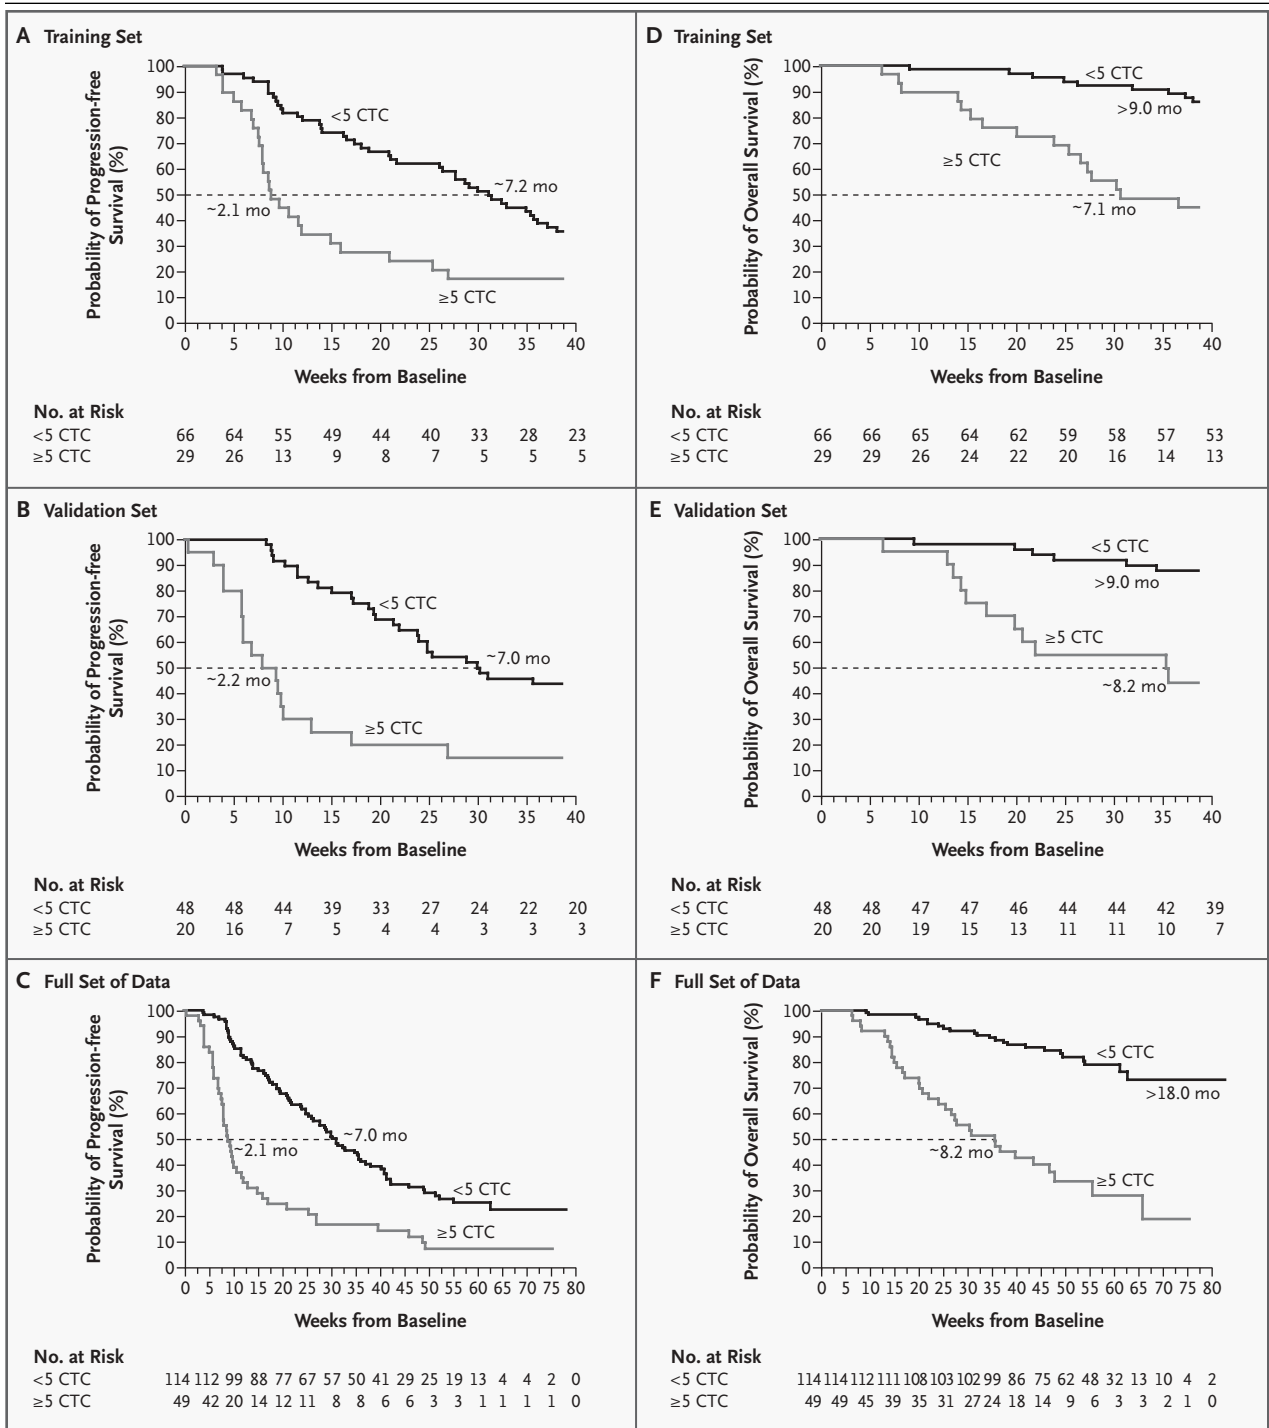 A Training Set
Probability of Progression-free
Survival (%)
100
90
80
70
60
50
40
30
20
10
0
<5 CTC
~7.2 mo
~2.1 mo
≥5 CTC
0 5 10 15 20 25 30 35 40
Weeks from Baseline
No. at Risk
<5 CTC 66 64 55 49 44 40 33 28 23
≥5 CTC 29 26 13 9 8 7 5 5 5
D Training Set
Probability of Overall Survival (%)
100
90
80
70
60
50
40
30
20
10
0
<5 CTC
>9.0 mo
≥5 CTC
~7.1 mo
0 5 10 15 20 25 30 35 40
Weeks from Baseline
No. at Risk
<5 CTC 66 66 65 64 62 59 58 57 53
≥5 CTC 29 29 26 24 22 20 16 14 13
B Validation Set
Probability of Progression-free
Survival (%)
100
90
80
70
60
50
40
30
20
10
0
<5 CTC
~7.0 mo
~2.2 mo
≥5 CTC
0 5 10 15 20 25 30 35 40
Weeks from Baseline
No. at Risk
<5 CTC 48 48 44 39 33 27 24 22 20
≥5 CTC 20 16 7 5 4 4 3 3 3
E Validation Set
Probability of Overall Survival (%)
100
90
80
70
60
50
40
30
20
10
0
<5 CTC
>9.0 mo
≥5 CTC
~8.2 mo
0 5 10 15 20 25 30 35 40
Weeks from Baseline
No. at Risk
<5 CTC 48 48 47 47 46 44 44 42 39
≥5 CTC 20 20 19 15 13 11 11 10 7
C Full Set of Data
Probability of Progression-free
Survival (%)
100
90
80
70
60
50
40
30
20
10
0
~7.0 mo
~2.1 mo
<5 CTC
≥5 CTC
0 5 10 15 20 25 30 35 40 45 50 55 60 65 70 75 80
Weeks from Baseline
No. at Risk
<5 CTC 114 112 99 88 77 67 57 50 41 29 25 19 13 4 4 2 0
≥5 CTC 49 42 20 14 12 11 8 8 6 6 3 3 1 1 1 1 0
F Full Set of Data
Probability of Overall Survival (%)
100
90
80
70
60
50
40
30
20
10
0
<5 CTC
>18.0 mo
~8.2 mo
≥5 CTC
0 5 10 15 20 25 30 35 40 45 50 55 60 65 70 75 80
Weeks from Baseline
No. at Risk
<5 CTC 114 114 112 111 108 103 102 99 86 75 62 48 32 13 10 4 2
≥5 CTC 49 49 45 39 35 31 27 24 18 14 9 6 3 3 2 1 0